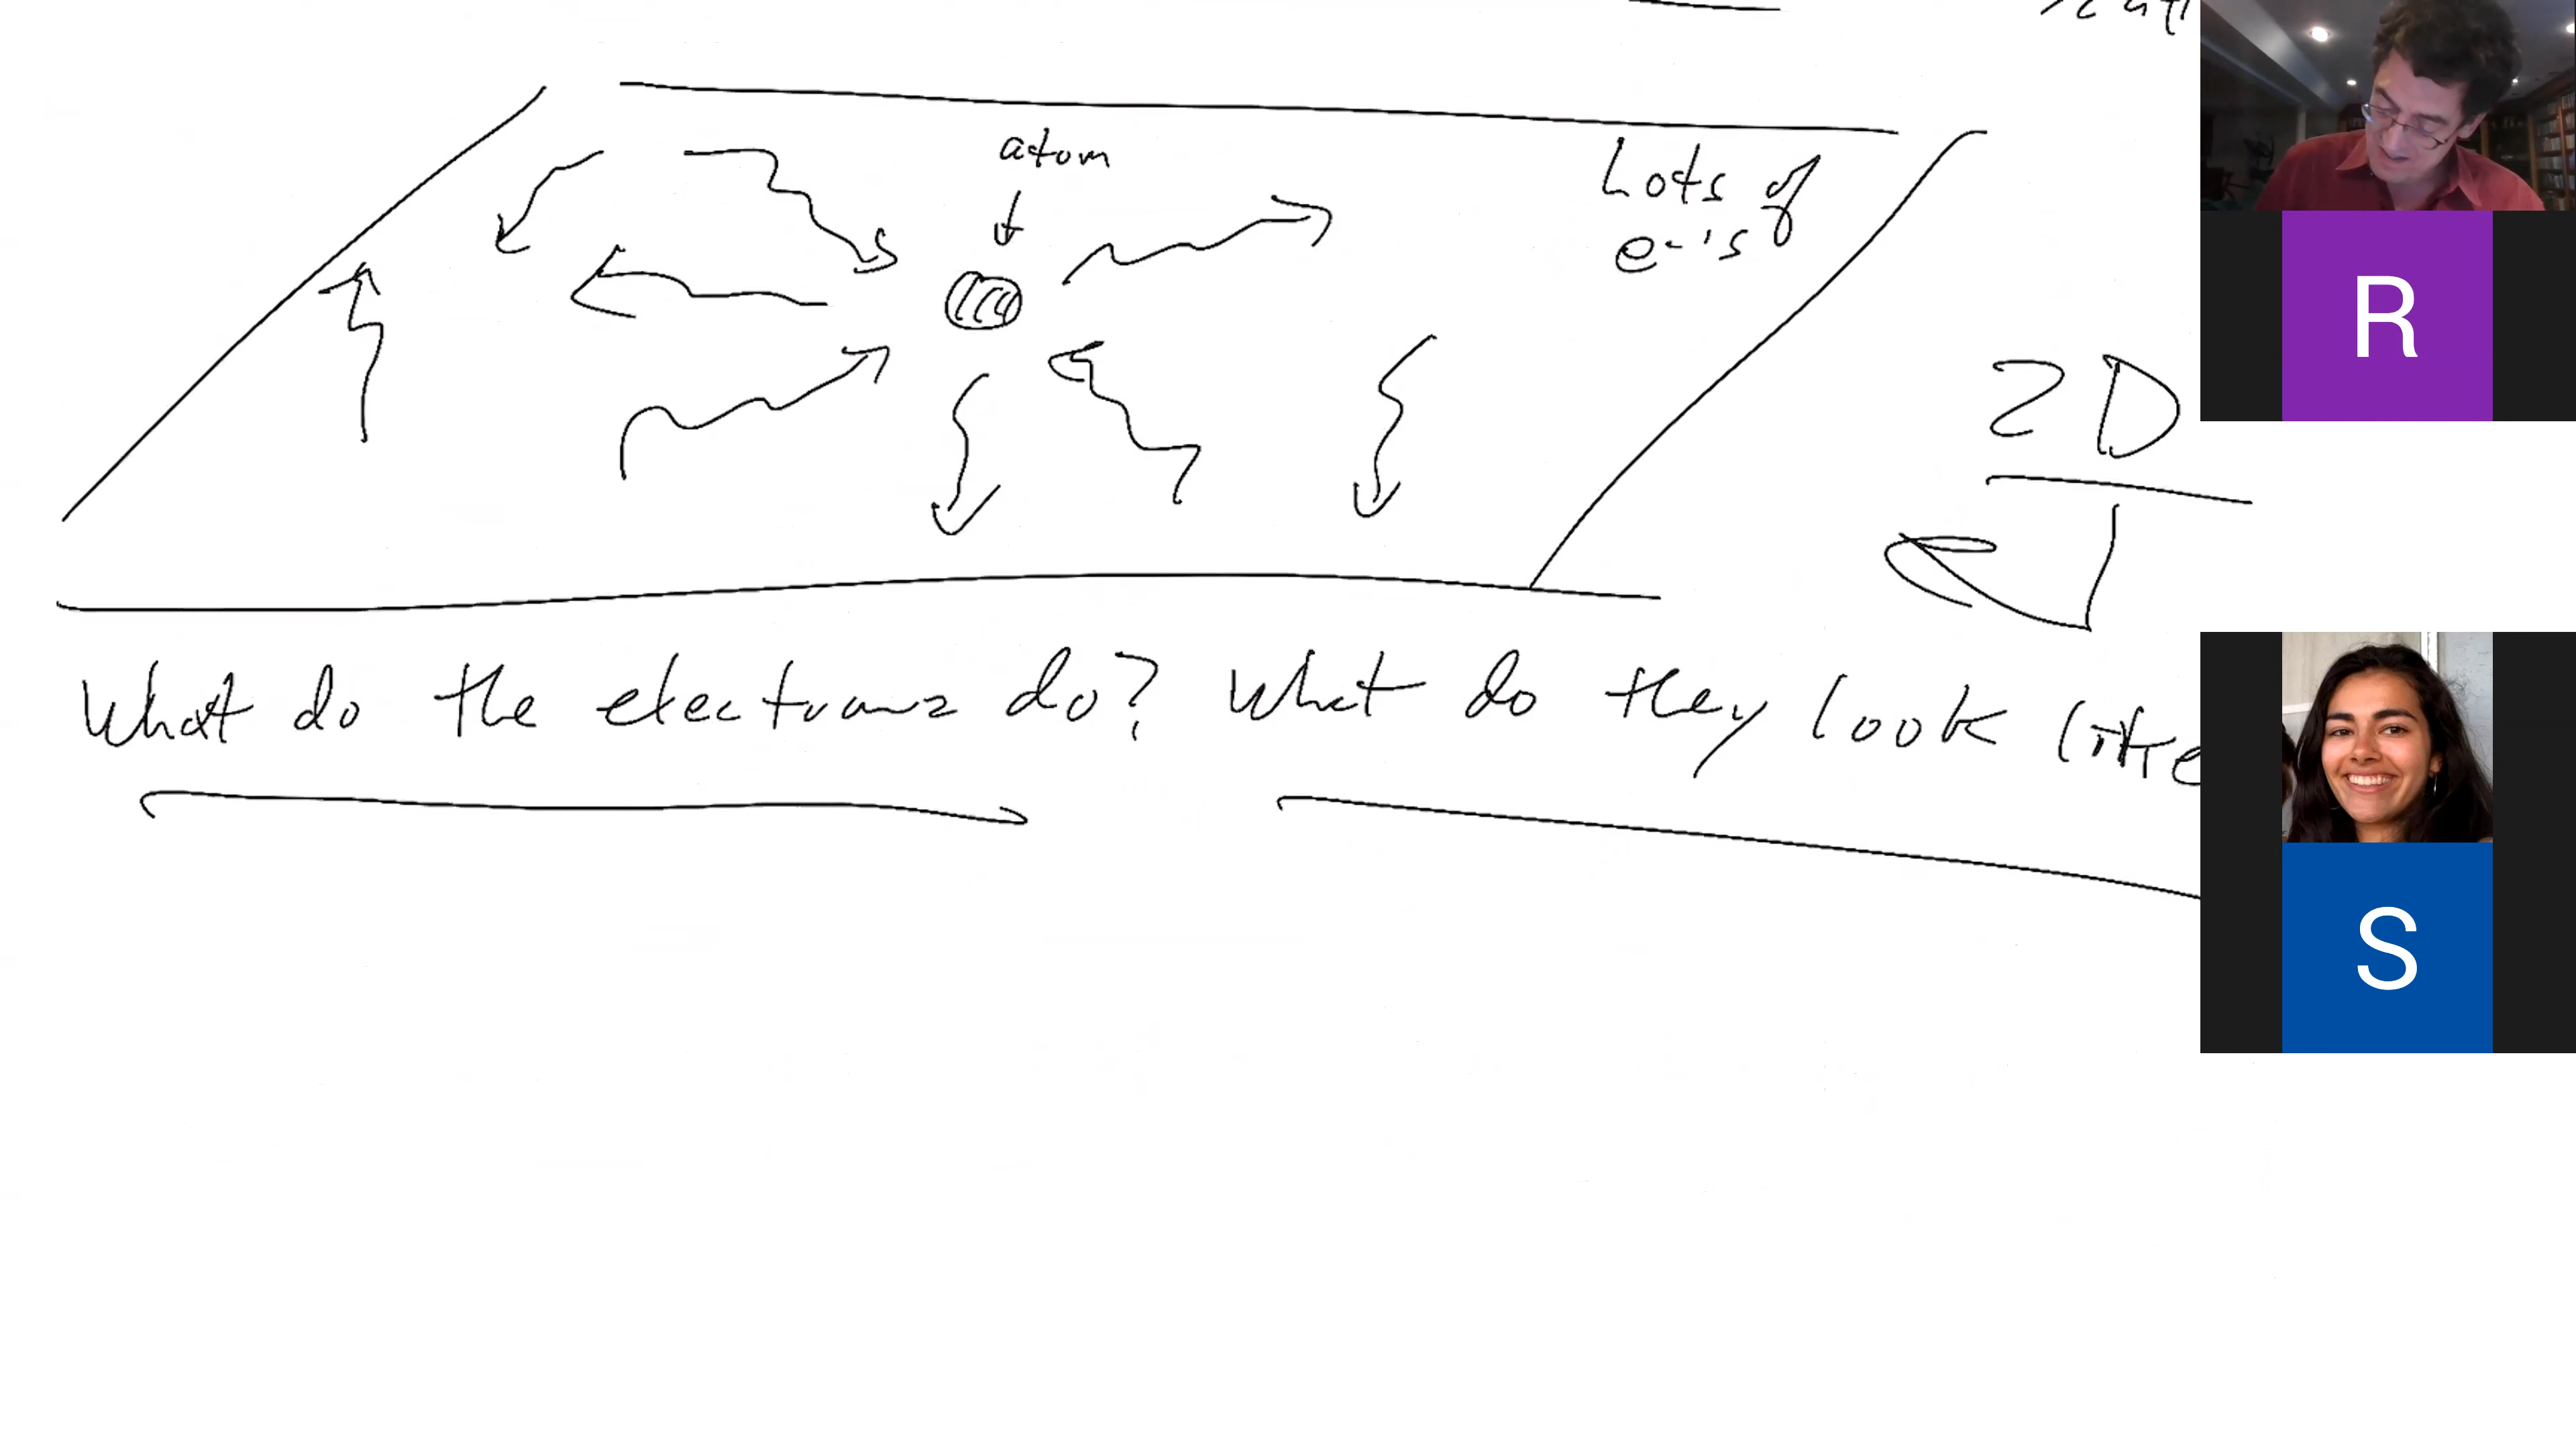 atom
Lots of
e-'s
2D
What do the electrons do? What do they look like
R
S